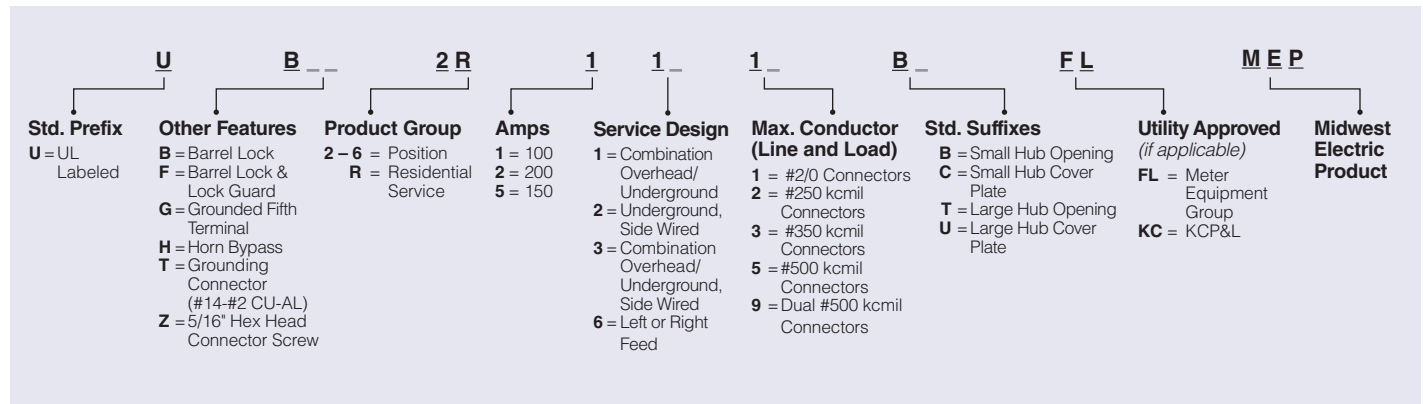 U B _ _ 2 R 1 1 _ 1 _ B _ F L M E P
Std. Prefix
U = UL
Labeled
Other Features
B = Barrel Lock
F = Barrel Lock &
Lock Guard
G = Grounded Fifth
Terminal
H = Horn Bypass
T = Grounding
Connector
(#14-#2 CU-AL)
Z = 5/16" Hex Head
Connector Screw
Product Group
2 – 6 = Position
R = Residential
Service
Amps
1 = 100
2 = 200
5 = 150
Service Design
1 = Combination
Overhead/
Underground
2 = Underground,
Side Wired
3 = Combination
Overhead/
Underground,
Side Wired
6 = Left or Right
Feed
Max. Conductor
(Line and Load)
1 = #2/0 Connectors
2 = #250 kcmil
Connectors
3 = #350 kcmil
Connectors
5 = #500 kcmil
Connectors
9 = Dual #500 kcmil
Connectors
Std. Suffixes
B = Small Hub Opening
C = Small Hub Cover
Plate
T = Large Hub Opening
U = Large Hub Cover
Plate
Utility Approved
(if applicable)
FL = Meter
Equipment
Group
KC = KCP&L
Midwest
Electric
Product